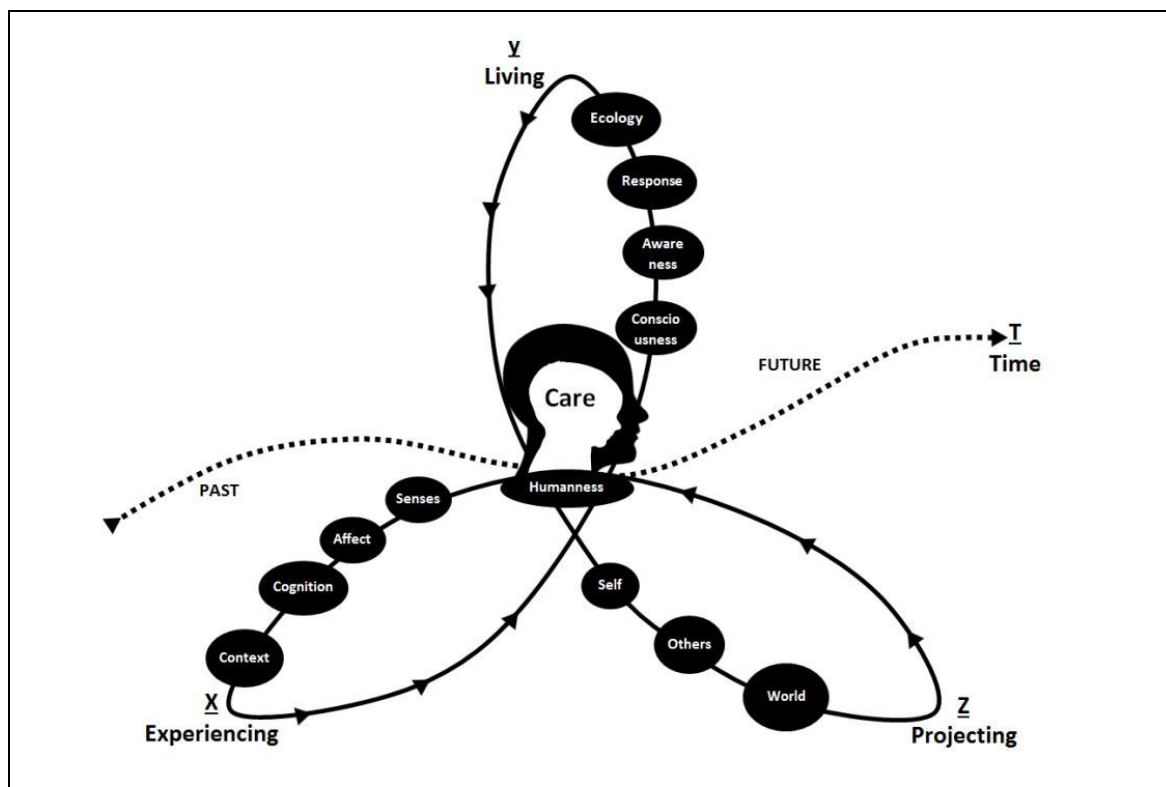 y
Living
Ecology
Response
Aware
ness
Conscio
usness
T
Time
FUTURE
Care
PAST
Humanness
Senses
Affect
Cognition
Context
X
Experiencing
Self
Others
World
Z
Projecting